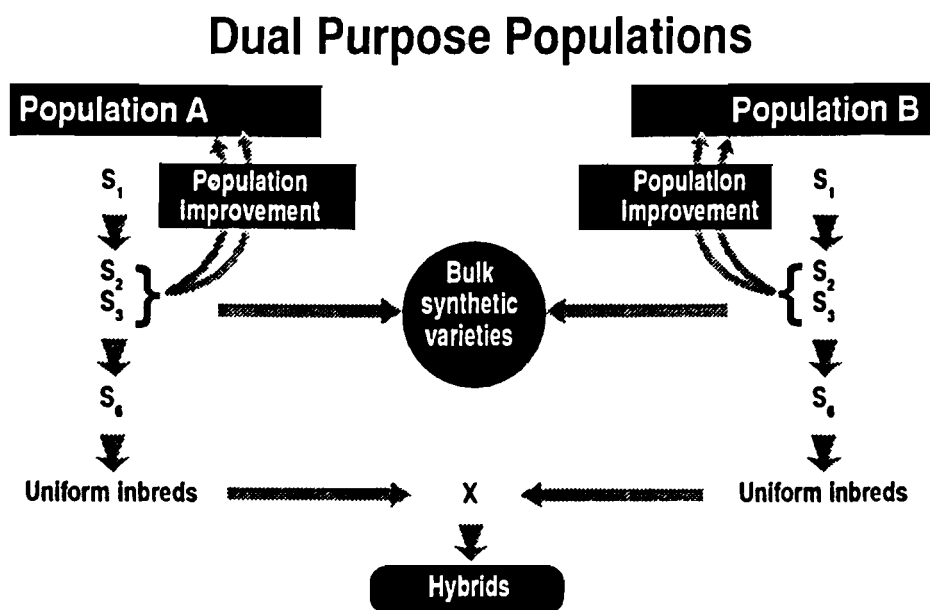 Dual Purpose Populations
Population A
Population B
S₁
Population
Improvement
Population
Improvement
S₁
S₂
S₃
Bulk
synthetic
varieties
S₂
S₃
S₆
S₆
Uniform inbreds
X
Uniform inbreds
Hybrids